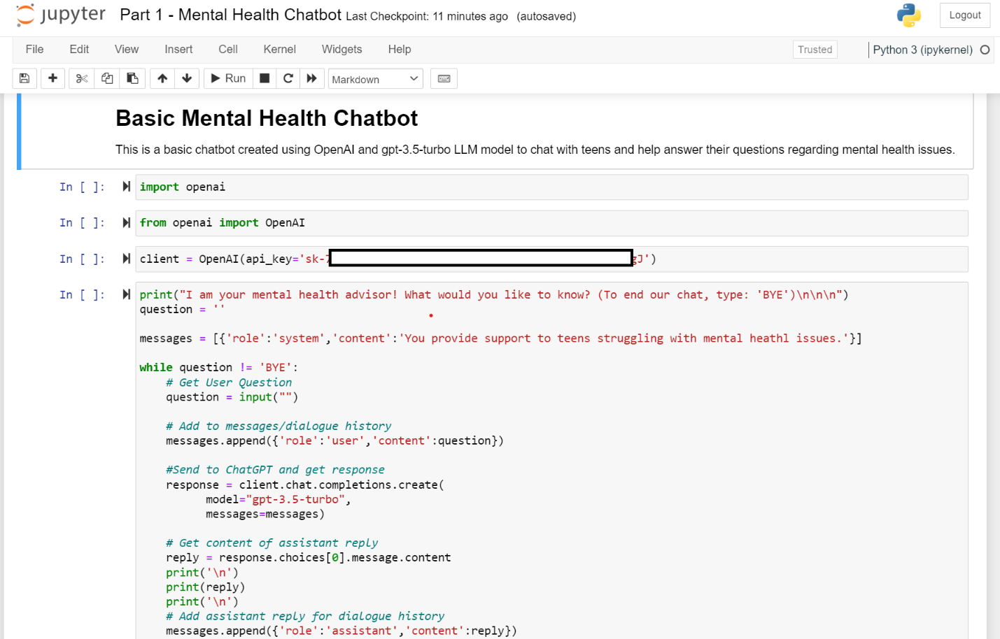 jupyter Part 1 - Mental Health Chatbot Last Checkpoint: 11 minutes ago (autosaved)
Logout
File Edit View Insert Cell Kernel Widgets Help
Trusted
Python 3 (ipykernel)
Run
Markdown
Basic Mental Health Chatbot
This is a basic chatbot created using OpenAI and gpt-3.5-turbo LLM model to chat with teens and help answer their questions regarding mental health issues.
In [ ]: import openai
In [ ]: from openai import OpenAI
In [ ]: client = OpenAI(api_key='sk- J')
In [ ]: print("I am your mental health advisor! What would you like to know? (To end our chat, type: 'BYE')\n\n\n")
question = ''
messages = [{'role':'system','content':'You provide support to teens struggling with mental heathl issues.'}]
while question != 'BYE':
# Get User Question
question = input("")
# Add to messages/dialogue history
messages.append({'role':'user','content':question})
#Send to ChatGPT and get response
response = client.chat.completions.create(
model="gpt-3.5-turbo",
messages=messages)
# Get content of assistant reply
reply = response.choices[0].message.content
print('\n')
print(reply)
print('\n')
# Add assistant reply for dialogue history
messages.append({'role':'assistant','content':reply})